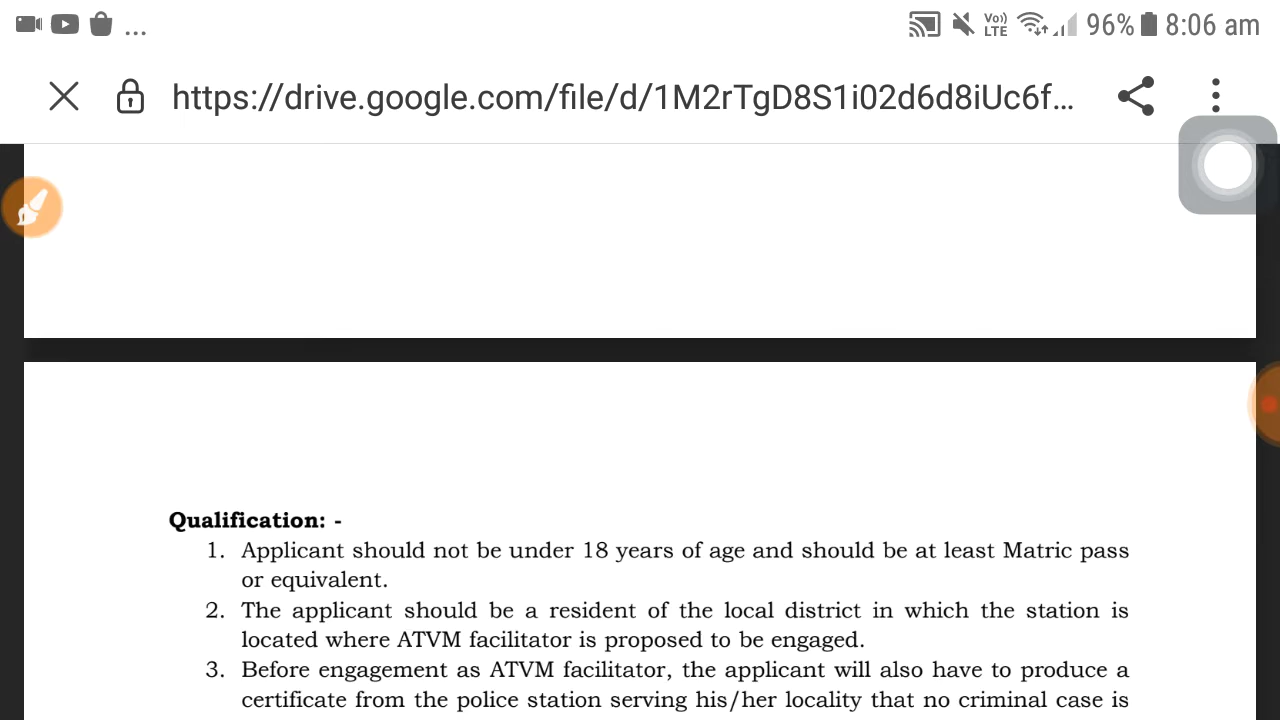 ... Vo)) LTE 96% 8:06 am
https://drive.google.com/file/d/1M2rTgD8S1i02d6d8iUc6f...
Qualification: -
1. Applicant should not be under 18 years of age and should be at least Matric pass
or equivalent.
2. The applicant should be a resident of the local district in which the station is
located where ATVM facilitator is proposed to be engaged.
3. Before engagement as ATVM facilitator, the applicant will also have to produce a
certificate from the police station serving his/her locality that no criminal case is